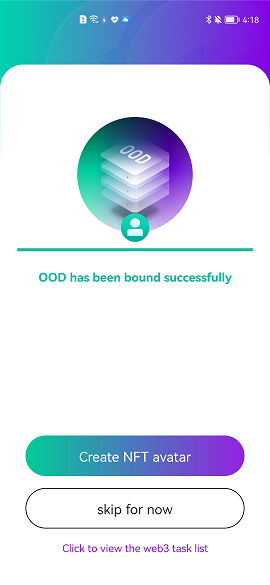 4:18
OOD
OOD has been bound successfully
Create NFT avatar
skip for now
Click to view the web3 task list